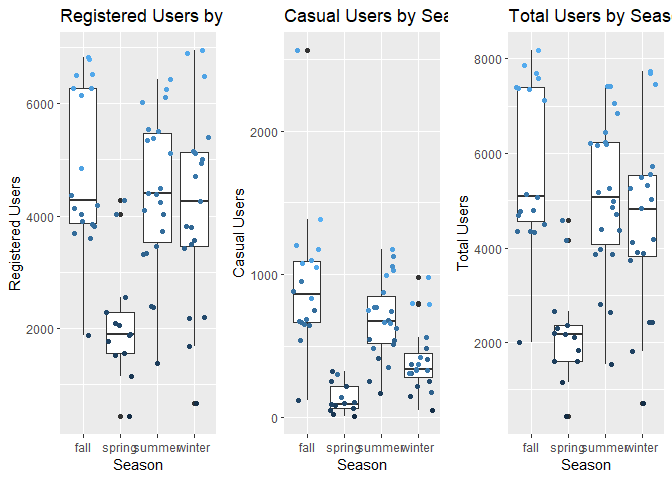 Registered Users by
Registered Users
6000
4000
2000
fall
spring
summer
winter
Season
Casual Users by Sea
Casual Users
2000
1000
0
fall
spring
summer
winter
Season
Total Users by Seas
Total Users
8000
6000
4000
2000
fall
spring
summer
winter
Season